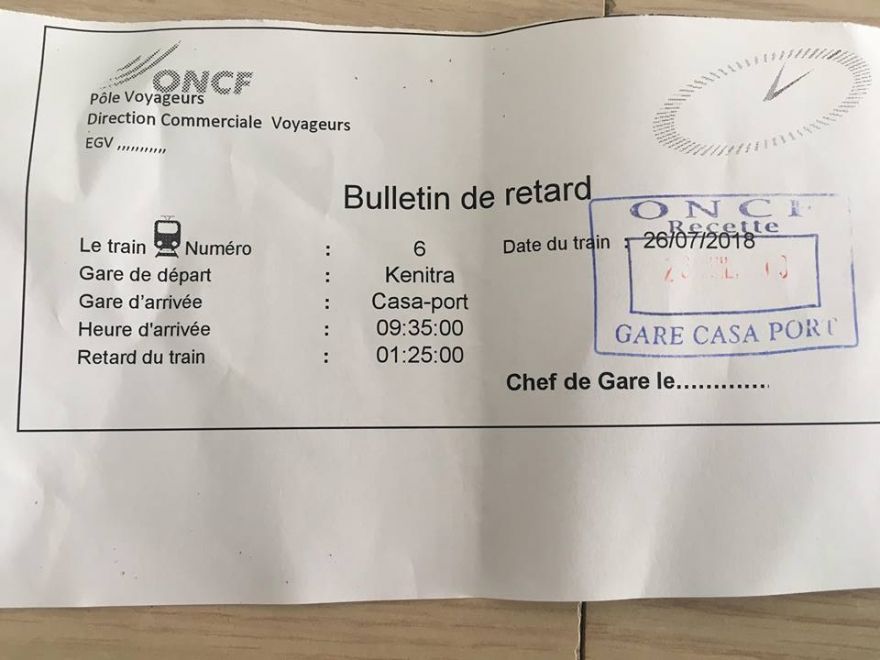 ONCF
Pôle Voyageurs
Direction Commerciale Voyageurs
EGV ,,,,,,,,,,,
Bulletin de retard
Le train Numéro : 6
Date du train : 26/07/2018
Gare de départ : Kenitra
Gare d'arrivée : Casa-port
Heure d'arrivée : 09:35:00
Retard du train : 01:25:00
ONCF
Recette
GARE CASA PORT
Chef de Gare le.............